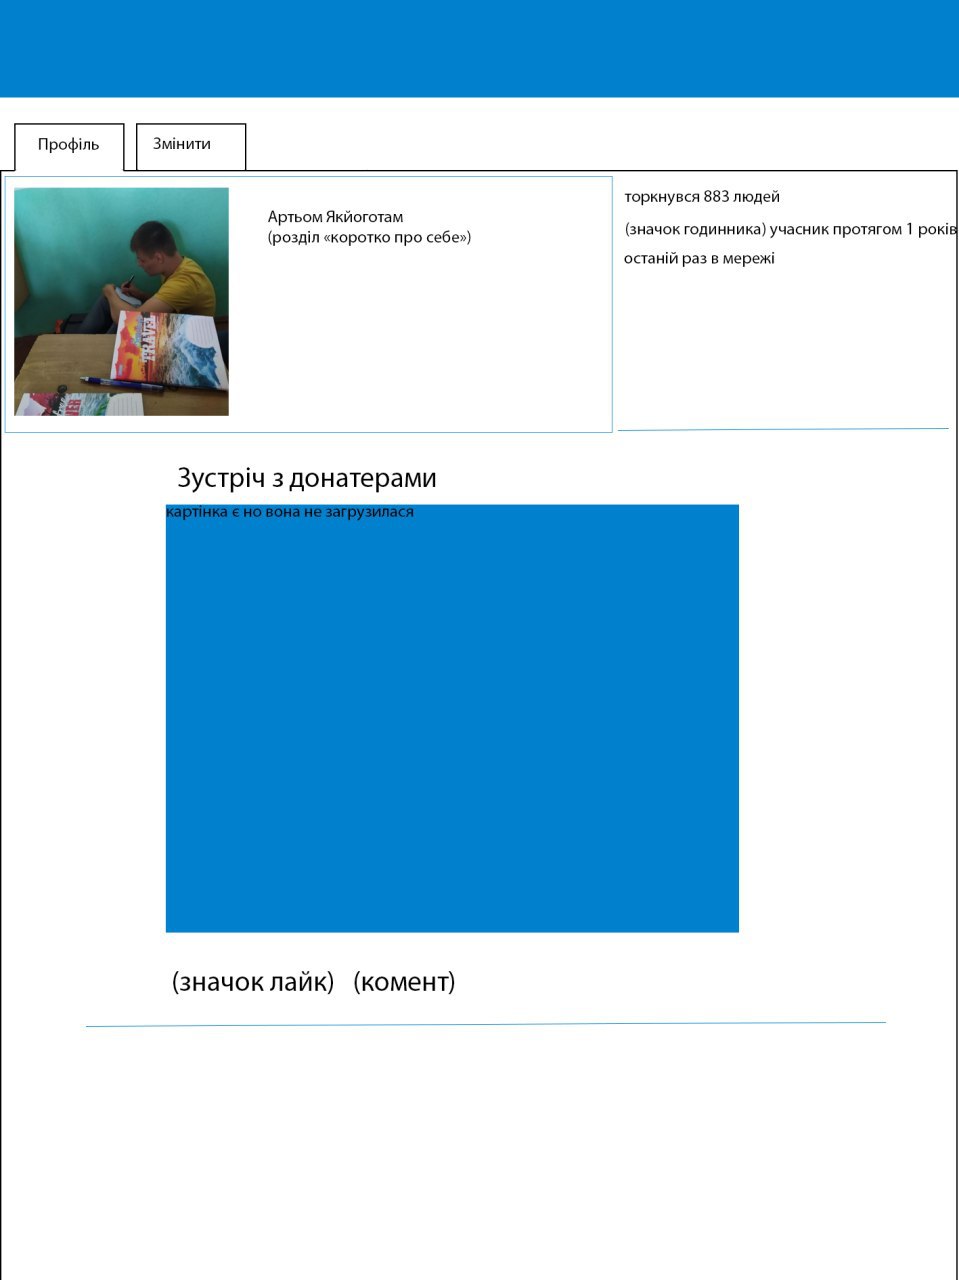 Профіль
Змінити
Артьом Якйоготам
(розділ «коротко про себе»)
торкнувся 883 людей
(значок годинника) учасник протягом 1 років
останій раз в мережі
TRAVEL
Зустріч з донатерами
картінка є но вона не загрузилася
(значок лайк) (комент)